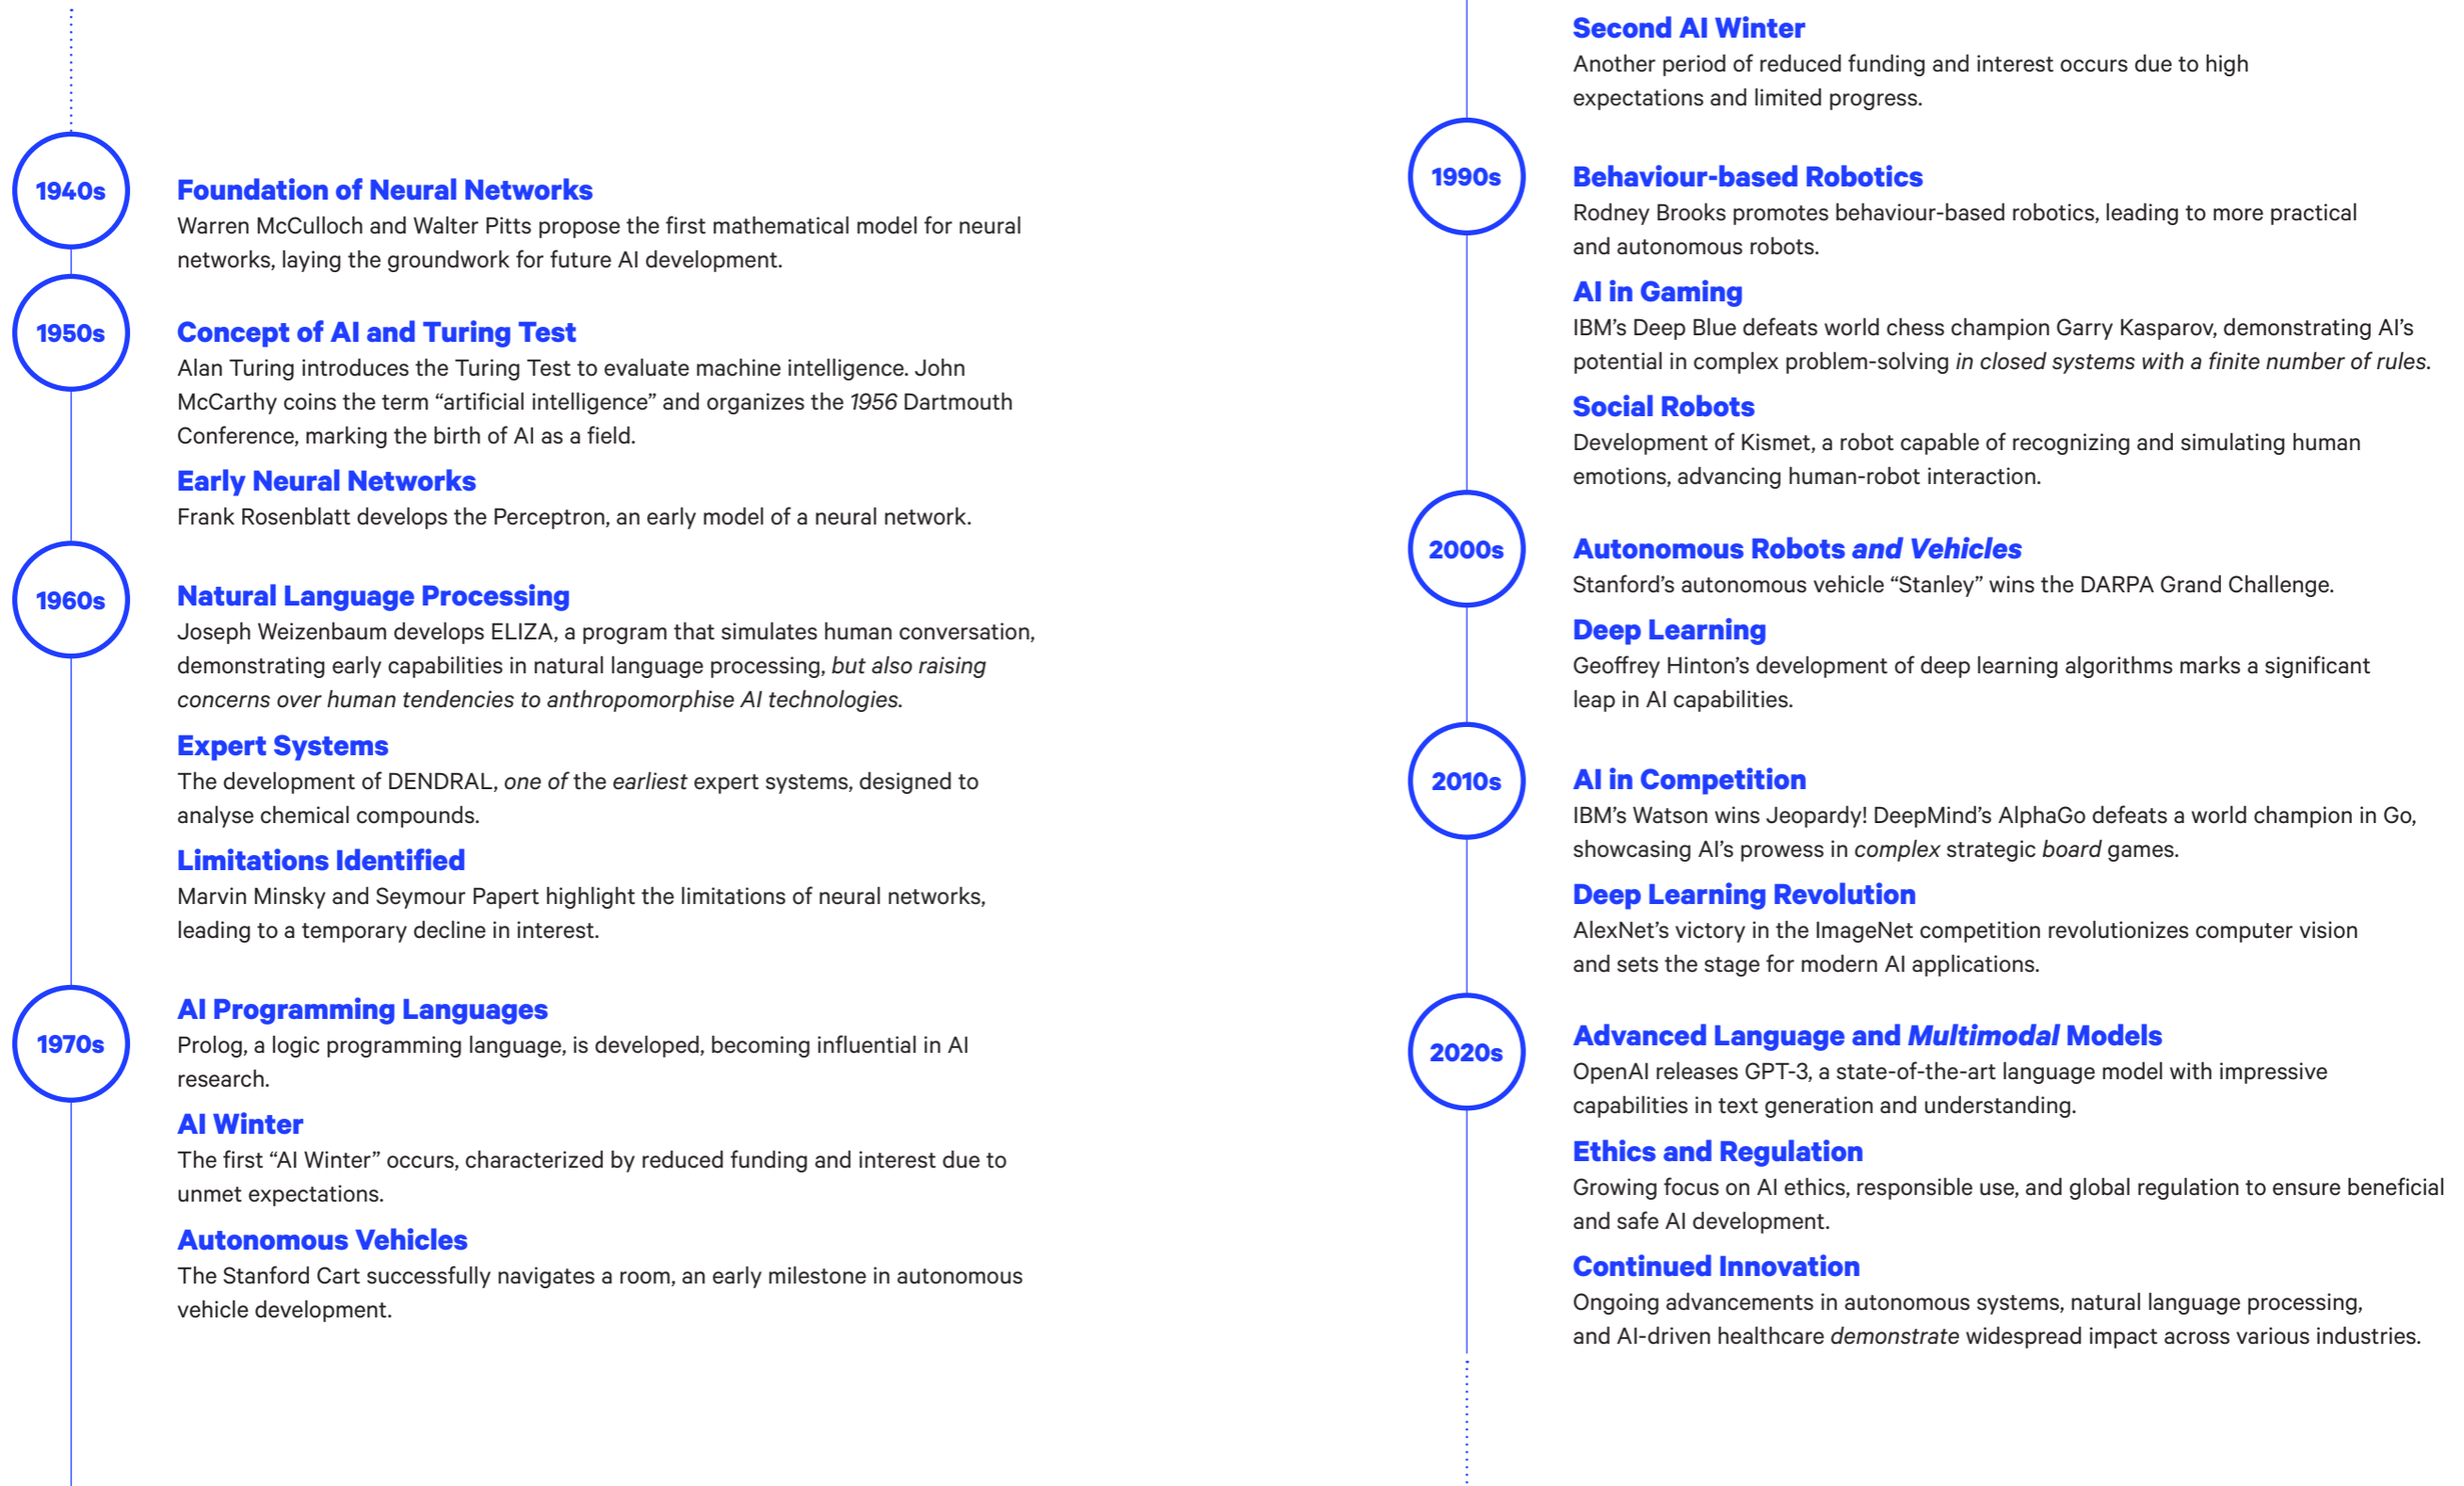 1940s
Foundation of Neural Networks
Warren McCulloch and Walter Pitts propose the first mathematical model for neural
networks, laying the groundwork for future AI development.
1950s
Concept of AI and Turing Test
Alan Turing introduces the Turing Test to evaluate machine intelligence. John
McCarthy coins the term “artificial intelligence” and organizes the 1956 Dartmouth
Conference, marking the birth of AI as a field.
Early Neural Networks
Frank Rosenblatt develops the Perceptron, an early model of a neural network.
1960s
Natural Language Processing
Joseph Weizenbaum develops ELIZA, a program that simulates human conversation,
demonstrating early capabilities in natural language processing, but also raising
concerns over human tendencies to anthropomorphise AI technologies.
Expert Systems
The development of DENDRAL, one of the earliest expert systems, designed to
analyse chemical compounds.
Limitations Identified
Marvin Minsky and Seymour Papert highlight the limitations of neural networks,
leading to a temporary decline in interest.
1970s
AI Programming Languages
Prolog, a logic programming language, is developed, becoming influential in AI
research.
AI Winter
The first “AI Winter” occurs, characterized by reduced funding and interest due to
unmet expectations.
Autonomous Vehicles
The Stanford Cart successfully navigates a room, an early milestone in autonomous
vehicle development.
Second AI Winter
Another period of reduced funding and interest occurs due to high
expectations and limited progress.
1990s
Behaviour-based Robotics
Rodney Brooks promotes behaviour-based robotics, leading to more practical
and autonomous robots.
AI in Gaming
IBM’s Deep Blue defeats world chess champion Garry Kasparov, demonstrating AI’s
potential in complex problem-solving in closed systems with a finite number of rules.
Social Robots
Development of Kismet, a robot capable of recognizing and simulating human
emotions, advancing human-robot interaction.
2000s
Autonomous Robots and Vehicles
Stanford’s autonomous vehicle “Stanley” wins the DARPA Grand Challenge.
Deep Learning
Geoffrey Hinton’s development of deep learning algorithms marks a significant
leap in AI capabilities.
2010s
AI in Competition
IBM’s Watson wins Jeopardy! DeepMind’s AlphaGo defeats a world champion in Go,
showcasing AI’s prowess in complex strategic board games.
Deep Learning Revolution
AlexNet’s victory in the ImageNet competition revolutionizes computer vision
and sets the stage for modern AI applications.
2020s
Advanced Language and Multimodal Models
OpenAI releases GPT-3, a state-of-the-art language model with impressive
capabilities in text generation and understanding.
Ethics and Regulation
Growing focus on AI ethics, responsible use, and global regulation to ensure beneficial
and safe AI development.
Continued Innovation
Ongoing advancements in autonomous systems, natural language processing,
and AI-driven healthcare demonstrate widespread impact across various industries.